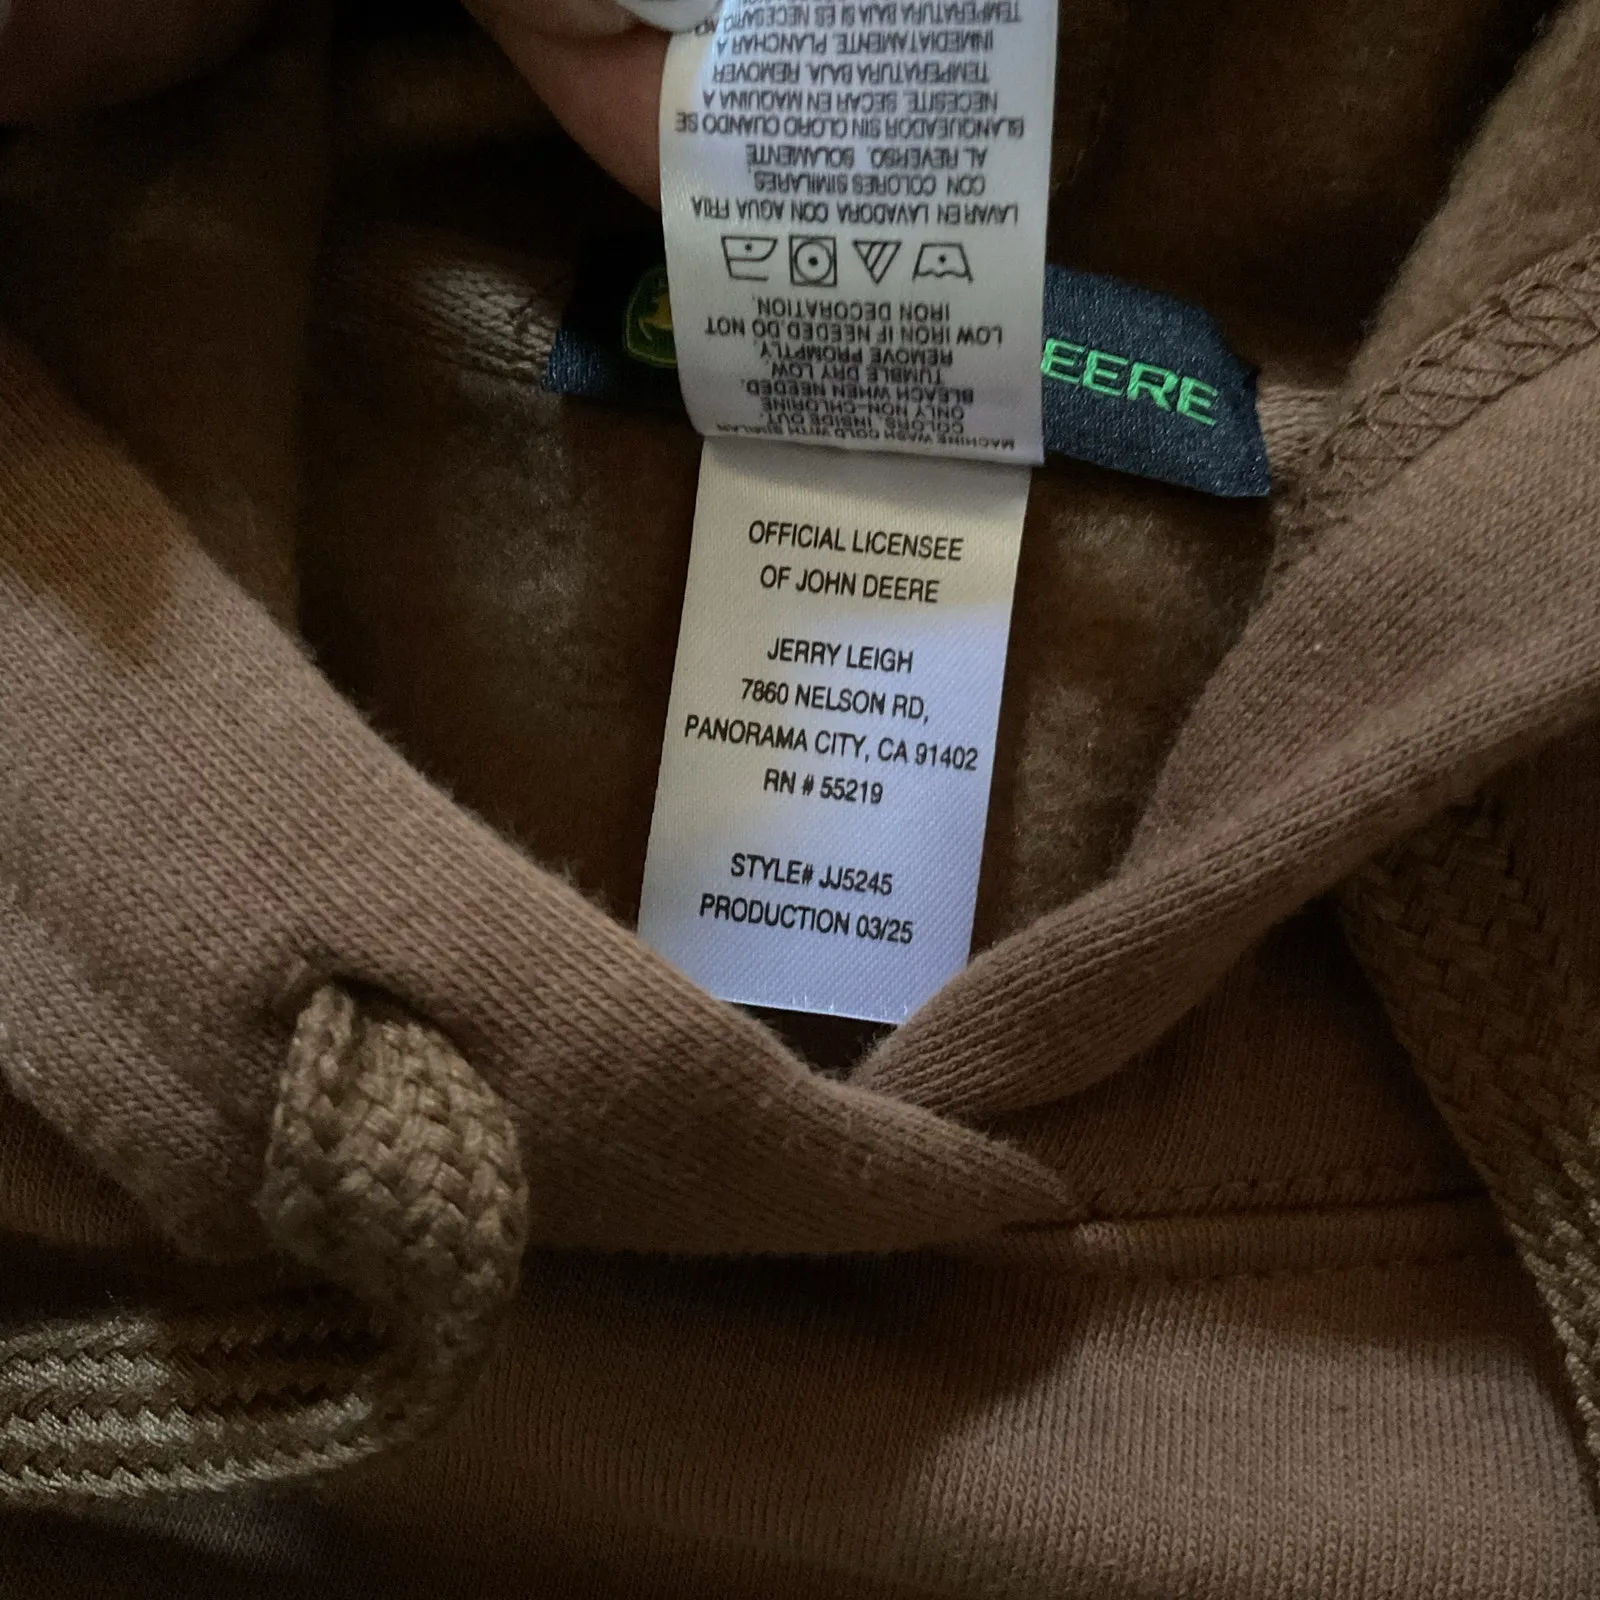 OFFICIAL LICENSEE
OF JOHN DEERE
JERRY LEIGH
7860 NELSON RD,
PANORAMA CITY, CA 91402
RN # 55219
STYLE# JJ5245
PRODUCTION 03/25
EERE
MACHINE WASH COLD WITH SIMILAR
COLORS, INSIDE OUT.
ONLY NON-CHLORINE
BLEACH WHEN NEEDED.
TUMBLE DRY LOW.
REMOVE PROMPTLY.
LOW IRON IF NEEDED.DO NOT
IRON DECORATION.
LAVAR EN LAVADORA CON AGUA FRIA
CON COLORES SIMILARES.
AL REVERSO. SOLAMENTE
BLANQUEADOR SIN CLORO CUANDO SE
NECESITE. SECAR EN MAQUINA A
TEMPERATURA BAJA. REMOVER
INMEDIATAMENTE. PLANCHAR A
TEMPERATURA BAJA SI ES NECESARIO.